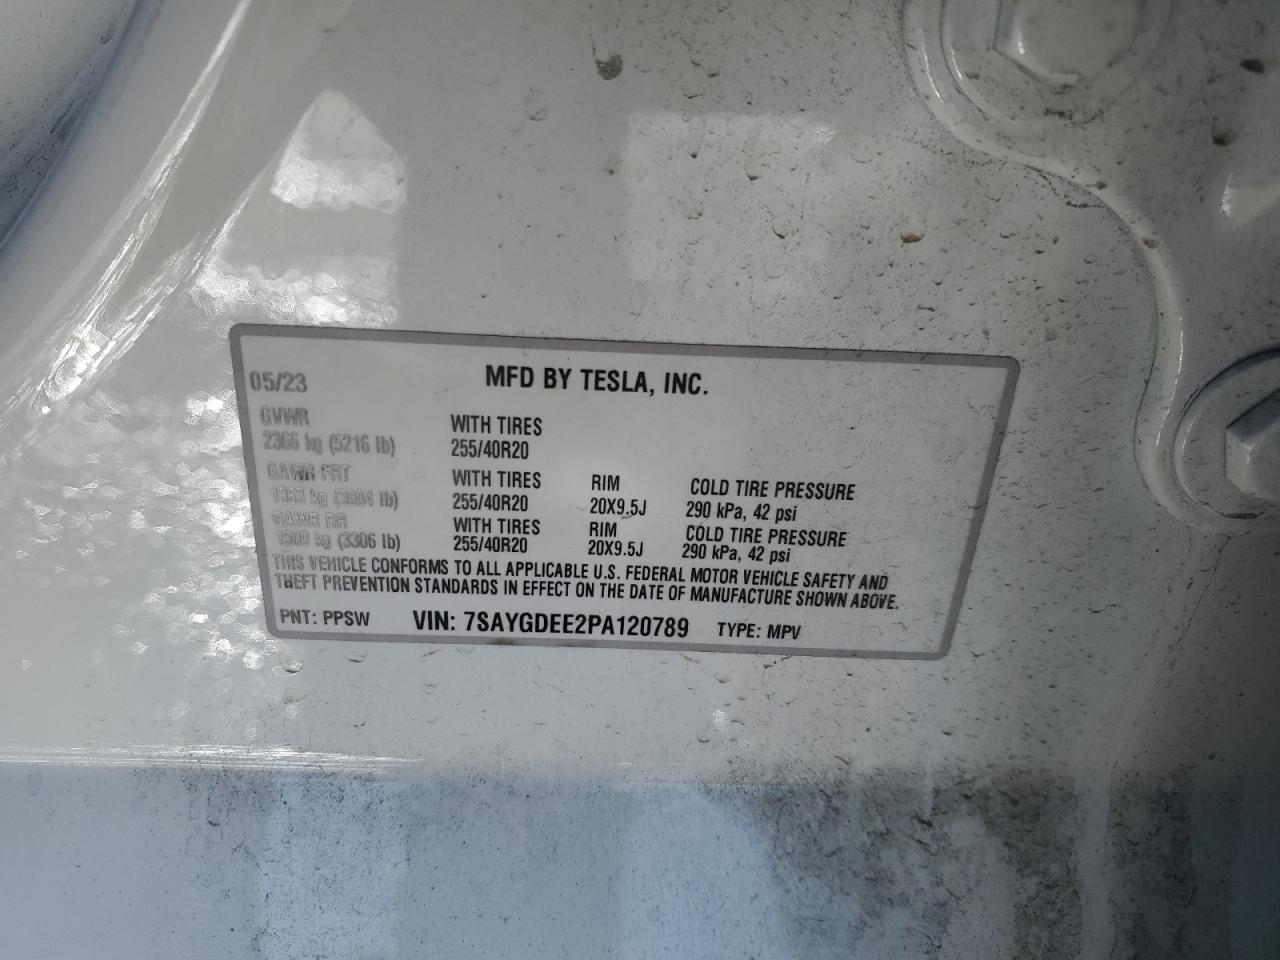 05/23 MFD BY TESLA, INC.
GVWR WITH TIRES
2366 kg (5216 lb) 255/40R20
GAWR FRT WITH TIRES RIM COLD TIRE PRESSURE
kg lb) 255/40R20 20X9.5J 290 kPa, 42 psi
GAWR RR WITH TIRES RIM COLD TIRE PRESSURE
kg (3306 lb) 255/40R20 20X9.5J 290 kPa, 42 psi
THIS VEHICLE CONFORMS TO ALL APPLICABLE U.S. FEDERAL MOTOR VEHICLE SAFETY AND
THEFT PREVENTION STANDARDS IN EFFECT ON THE DATE OF MANUFACTURE SHOWN ABOVE.
PNT: PPSW VIN: 7SAYGDEE2PA120789 TYPE: MPV